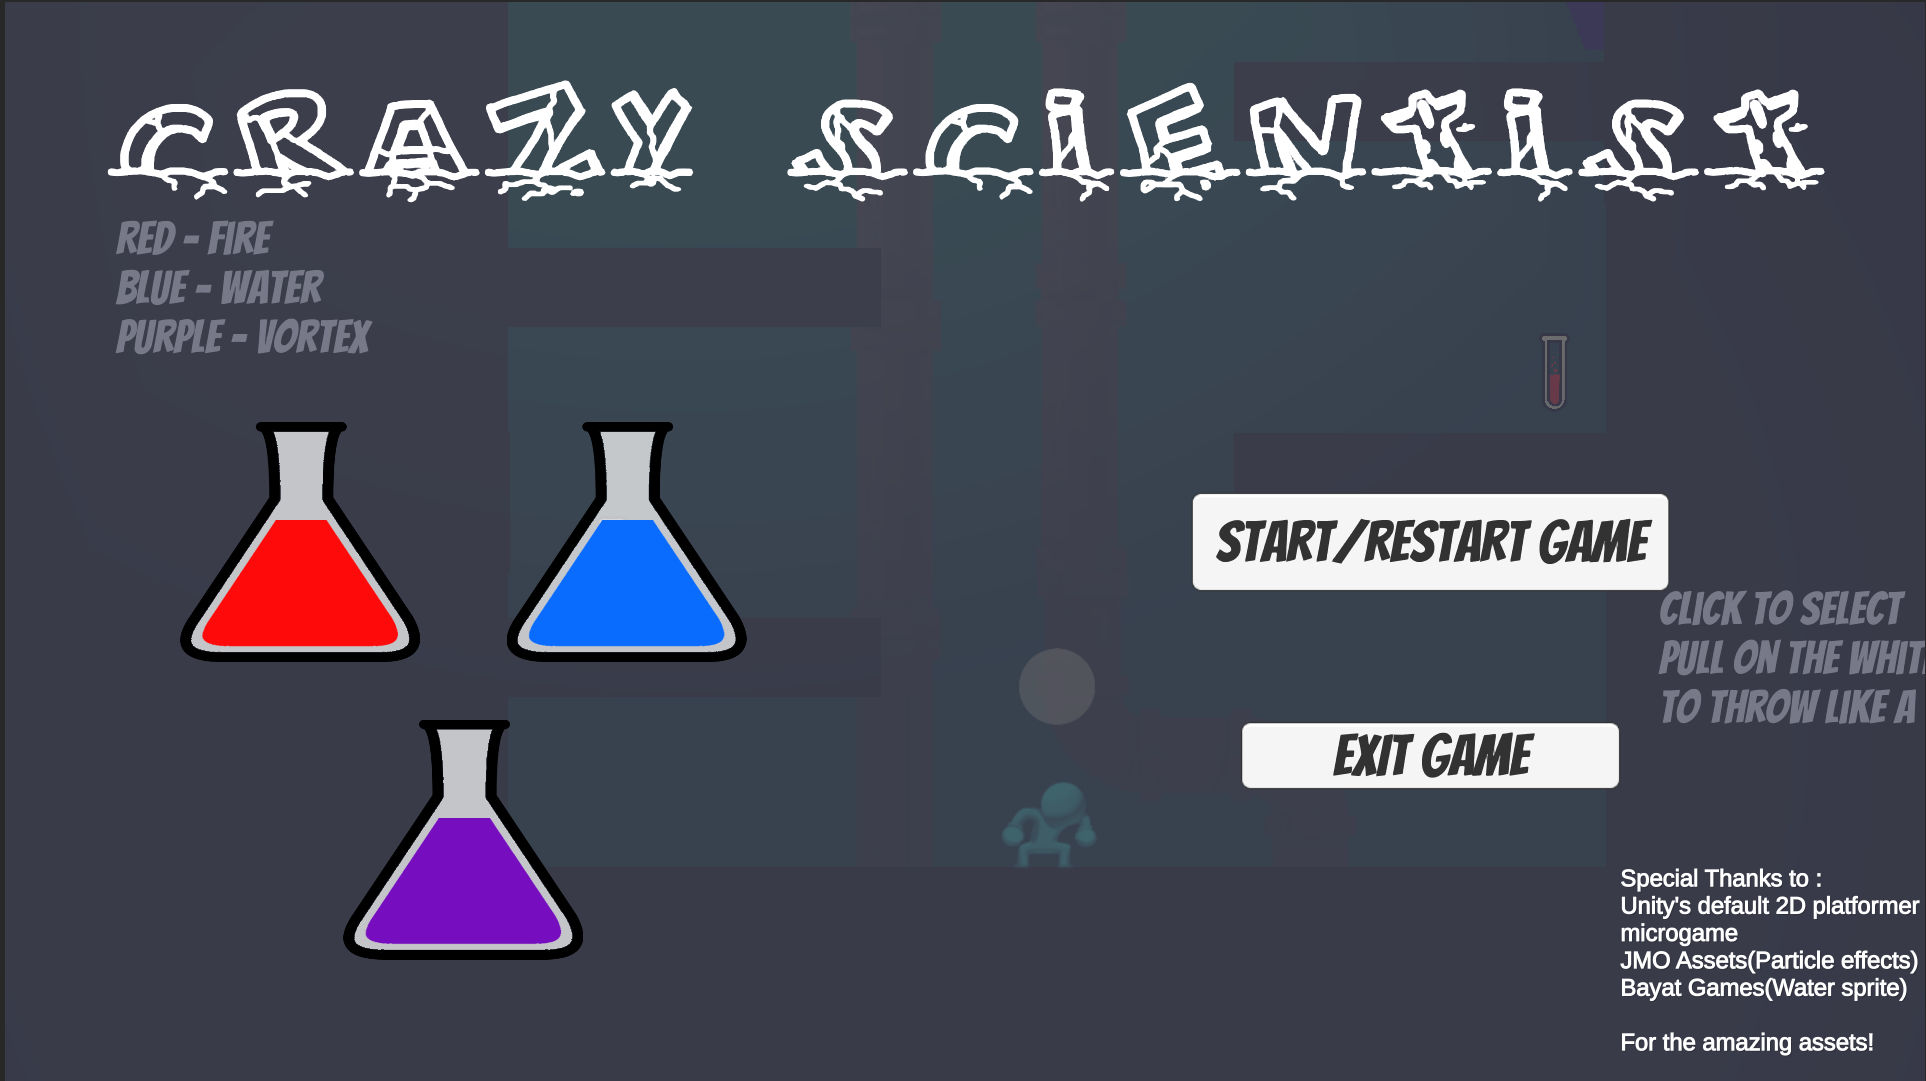 CRAZY SCIENTIST
RED - FIRE
BLUE - WATER
PURPLE - VORTEX
START/RESTART GAME
CLICK TO SELECT
PULL ON THE
TO THROW LIKE A
EXIT GAME
Special Thanks to :
Unity's default 2D platformer
microgame
JMO Assets(Particle effects)
Bayat Games(Water sprite)
For the amazing assets!